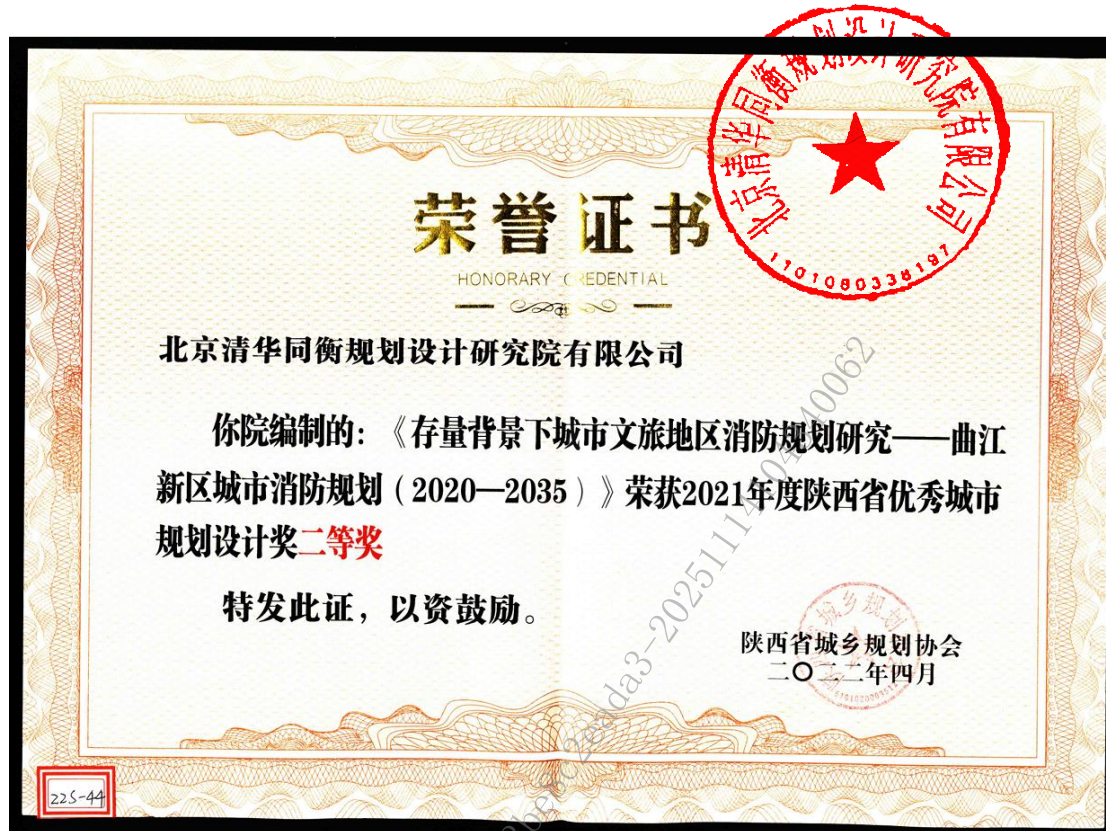 北京清华同衡规划设计研究院有限公司
1101080338197
荣誉证书
HONORARY CREDENTIAL
北京清华同衡规划设计研究院有限公司
你院编制的：《存量背景下城市文旅地区消防规划研究——曲江
新区城市消防规划（2020—2035）》荣获2021年度陕西省优秀城市
规划设计奖二等奖
特发此证，以资鼓励。
陕西省城乡规划协会
二〇二二年四月
225-44